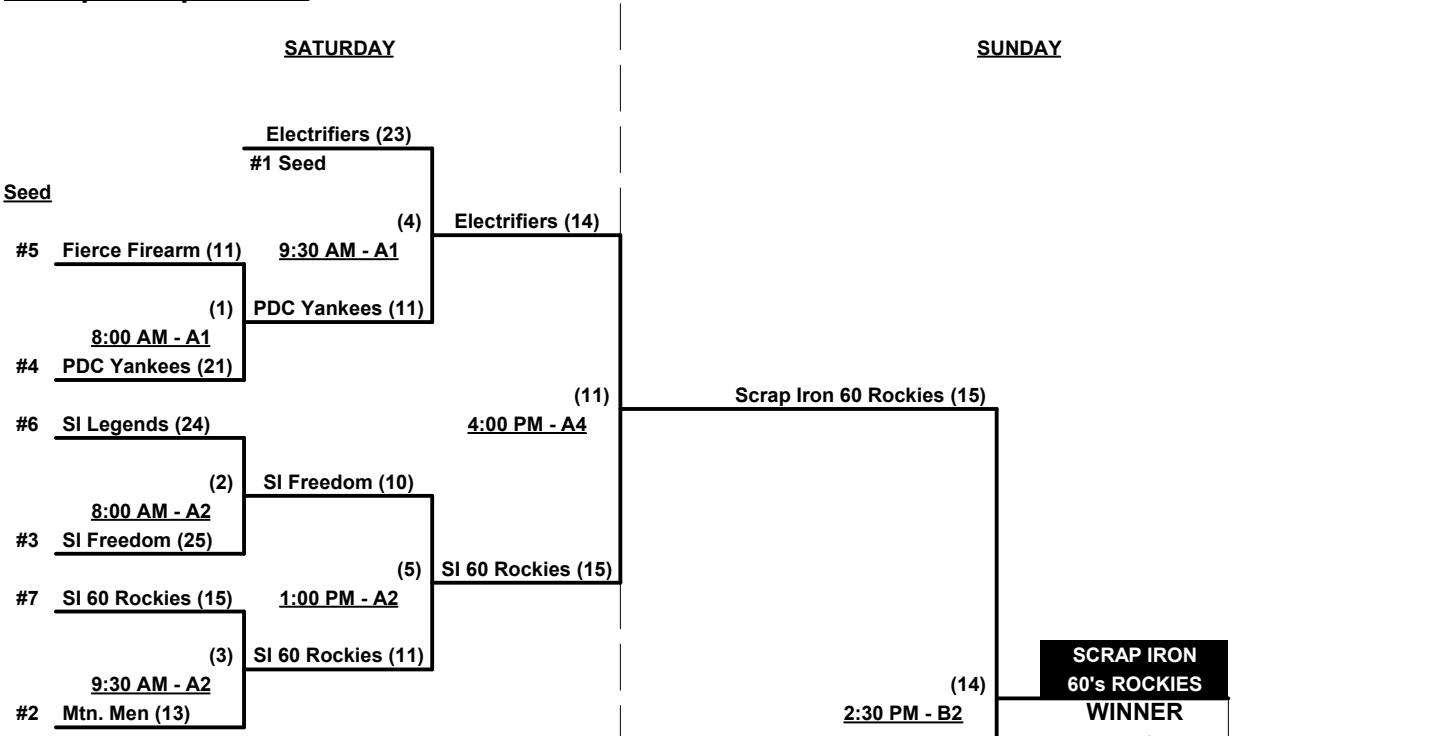 SATURDAY
SUNDAY
Electrifiers (23)
#1 Seed
Seed
(4)
Electrifiers (14)
#5 Fierce Firearm (11)
9:30 AM - A1
(1)
PDC Yankees (11)
8:00 AM - A1
#4 PDC Yankees (21)
(11)
Scrap Iron 60 Rockies (15)
#6 SI Legends (24)
4:00 PM - A4
(2)
SI Freedom (10)
8:00 AM - A2
#3 SI Freedom (25)
(5)
SI 60 Rockies (15)
#7 SI 60 Rockies (15)
1:00 PM - A2
(3)
SI 60 Rockies (11)
SCRAP IRON
9:30 AM - A2
(14)
60's ROCKIES
#2 Mtn. Men (13)
2:30 PM - B2
WINNER